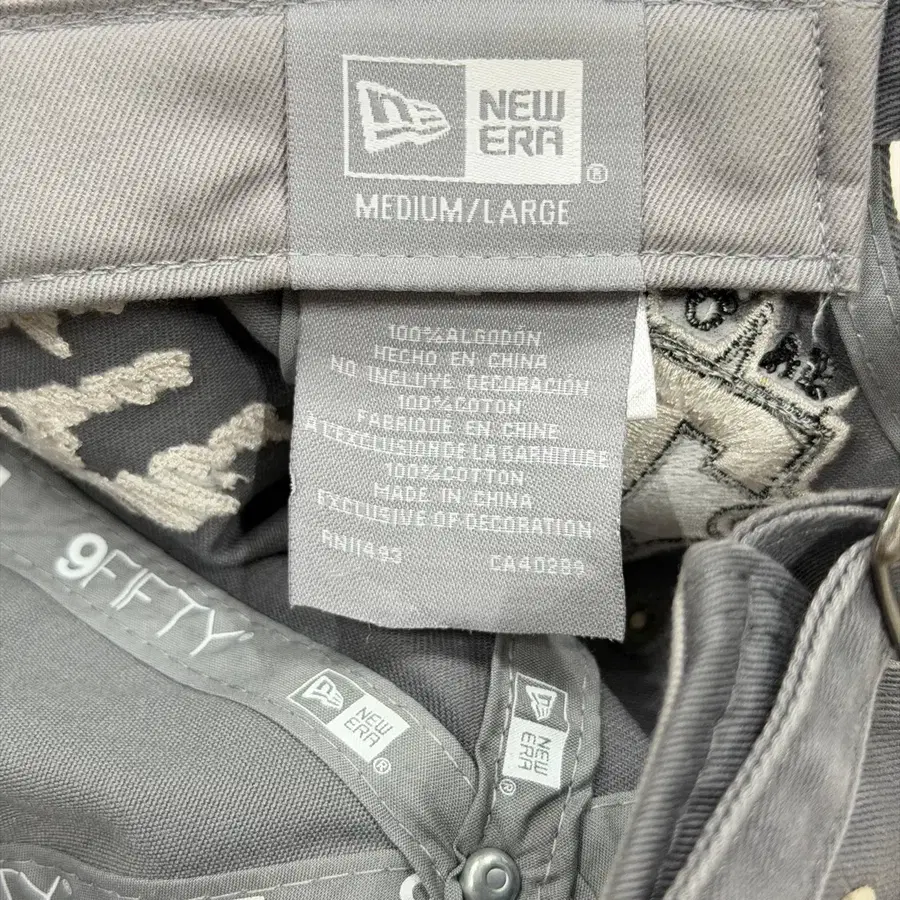 NEW
ERA
®
MEDIUM/LARGE
100%ALGODÓN
HECHO EN CHINA
NO INCLUYE DECORACIÓN
100%COTON
FABRIQUE EN CHINE
À L'EXCLUSION DE LA GARNITURE
100%COTTON
MADE IN CHINA
EXCLUSIVE OF DECORATION
RN11493 CA40289
9FIFTY
NEW
ERA
®
NEW
ERA
®